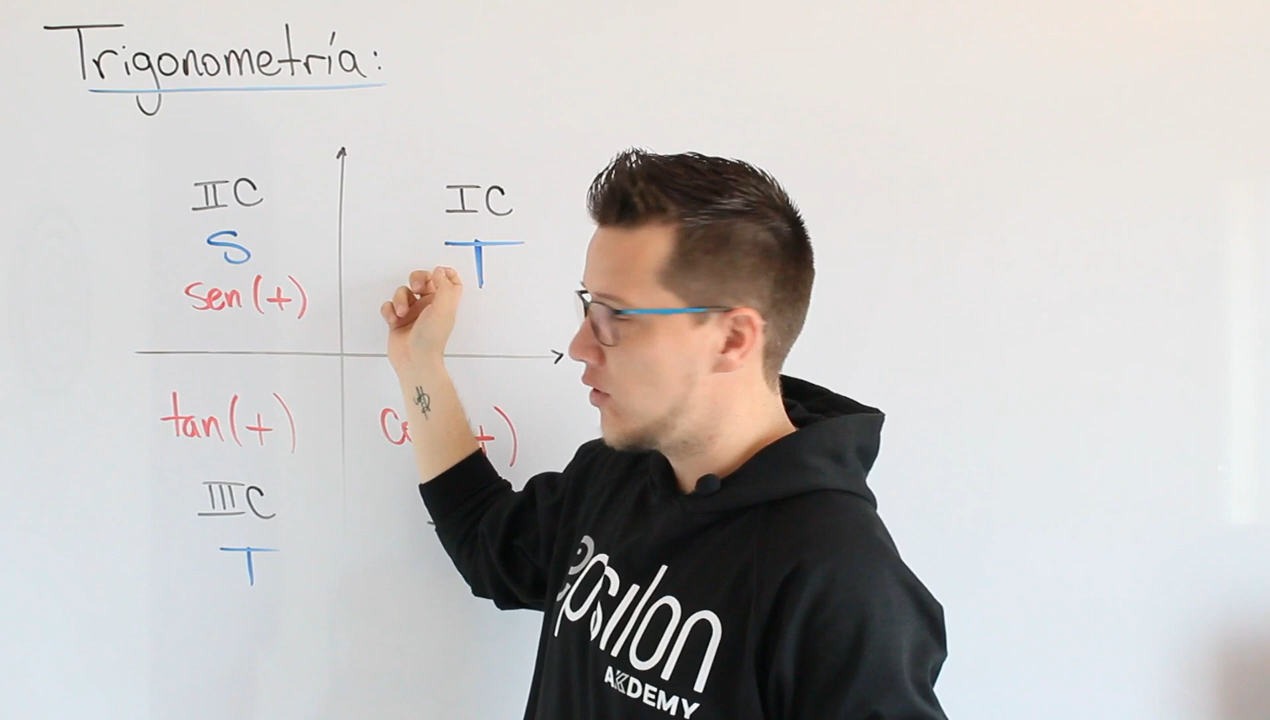 Trigonometría:
IIC
S
sen (+)
IC
T
tan (+)
IIIC
T
epsilon
AKDEMY